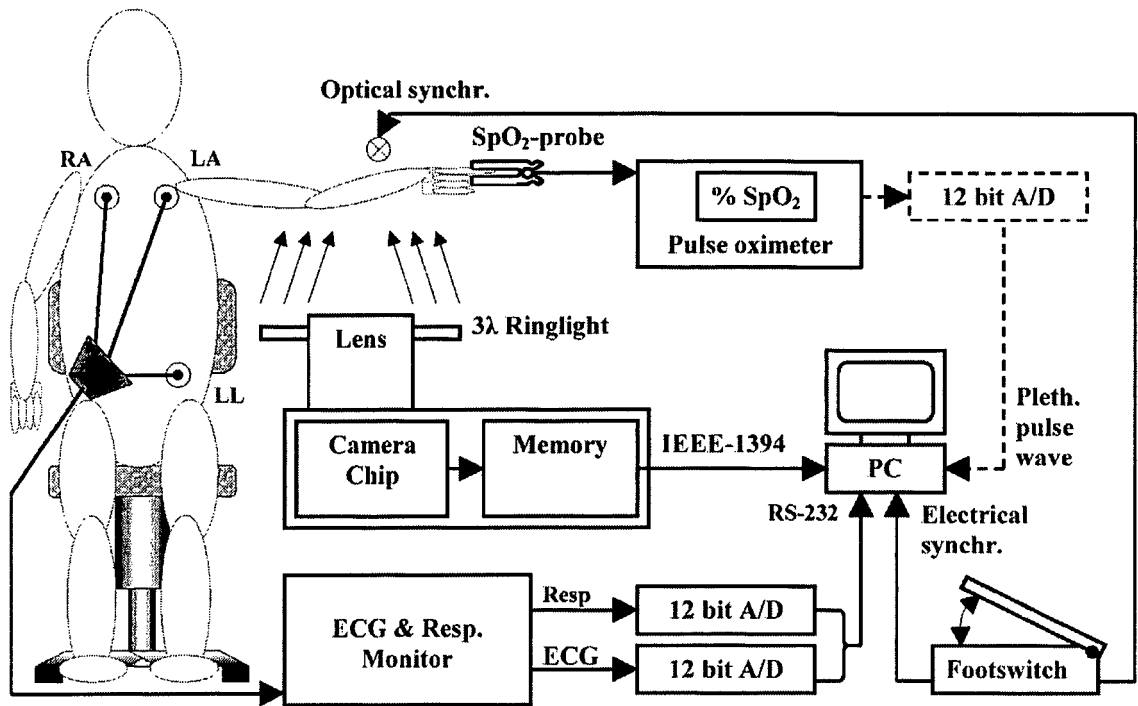 Optical synchr.
SpO₂-probe
RA
LA
% SpO₂
12 bit A/D
Pulse oximeter
3λ Ringlight
Lens
LL
Pleth.
pulse
wave
Camera
Chip
Memory
IEEE-1394
PC
RS-232
Electrical
synchr.
ECG & Resp.
Monitor
Resp
12 bit A/D
ECG
12 bit A/D
Footswitch